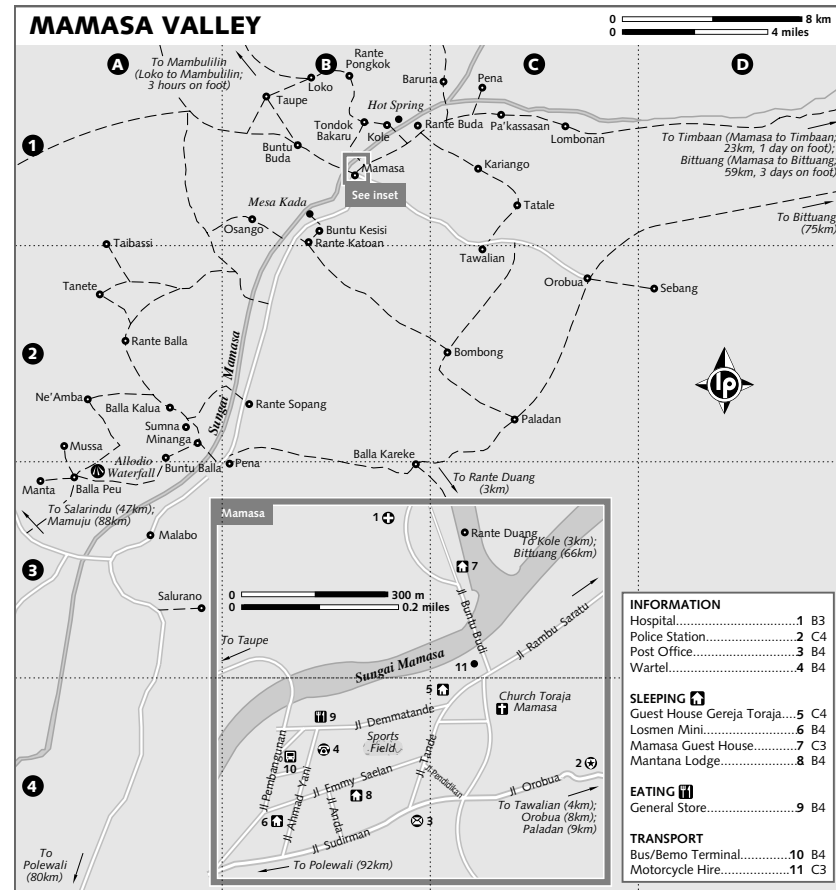 MAMASA VALLEY
0 8 km
0 4 miles
A
B
C
D
1
2
3
4
To Mambulilin
(Loko to Mambulilin;
3 hours on foot)
Rante
Pongkok
Loko
Taupe
Baruna
Pena
Hot Spring
Tondok
Bakaru
Kole
Rante Buda
Pa'kassasan
Lombonan
Buntu
Buda
Mamasa
See inset
Kariango
To Timbaan (Mamasa to Timbaan;
23km, 1 day on foot);
Bittuang (Mamasa to Bittuang;
59km, 3 days on foot)
Mesa Kada
Tatale
To Bittuang
(75km)
Osango
Buntu Kesisi
Rante Katoan
Taibassi
Tawalian
Tanete
Orobua
Sebang
Rante Balla
Sungai Mamasa
Bombong
lp
Ne'Amba
Balla Kalua
Rante Sopang
Paladan
Sumna
Minanga
Mussa
Allodio
Waterfall
Buntu Balla
Pena
Balla Kareke
Manta
Balla Peu
To Rante Duang
(3km)
To Salarindu (47km);
Mamuju (88km)
Malabo
Salurano
To
Polewali
(80km)
Mamasa
1
Rante Duang
To Kole (3km);
Bittuang (66km)
7
0 300 m
0 0.2 miles
Jl Buntu Budi
Jl Rambu Saratu
To Taupe
Sungai Mamasa
11
5
Church Toraja
Mamasa
9
Jl Demmatande
Jl Pembangunan
10
4
Sports
Field
Jl Tande
2
Jl Ahmad Yani
Jl Emmy Saelan
Jl Pendidikan
Jl Orobua
8
Jl Anda
6
3
To Tawalian (4km);
Orobua (8km);
Paladan (9km)
Jl Sudirman
To Polewali (92km)
INFORMATION
Hospital 1 B3
Police Station 2 C4
Post Office 3 B4
Wartel 4 B4
SLEEPING
Guest House Gereja Toraja 5 C4
Losmen Mini 6 B4
Mamasa Guest House 7 C3
Mantana Lodge 8 B4
EATING
General Store 9 B4
TRANSPORT
Bus/Bemo Terminal 10 B4
Motorcycle Hire 11 C3